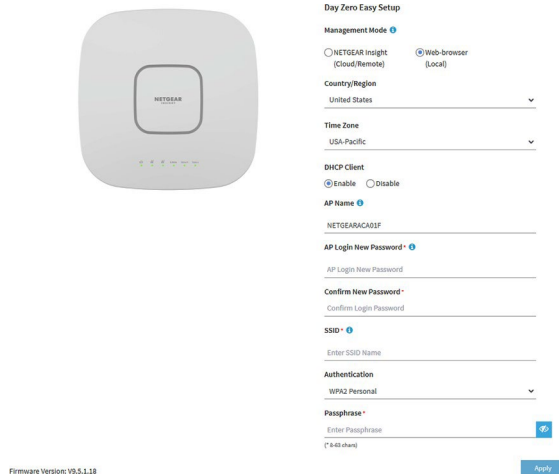 NETGEAR
Day Zero Easy Setup
Management Mode
NETGEAR Insight
(Cloud/Remote)
Web-browser
(Local)
Country/Region
United States
Time Zone
USA-Pacific
DHCP Client
Enable
Disable
AP Name
NETGEARACA01F
AP Login New Password*
AP Login New Password
Confirm New Password*
Confirm Login Password
SSID*
Enter SSID Name
Authentication
WPA2 Personal
Passphrase*
Enter Passphrase
(* 8-63 chars)
Firmware Version: V9.5.1.18
Apply